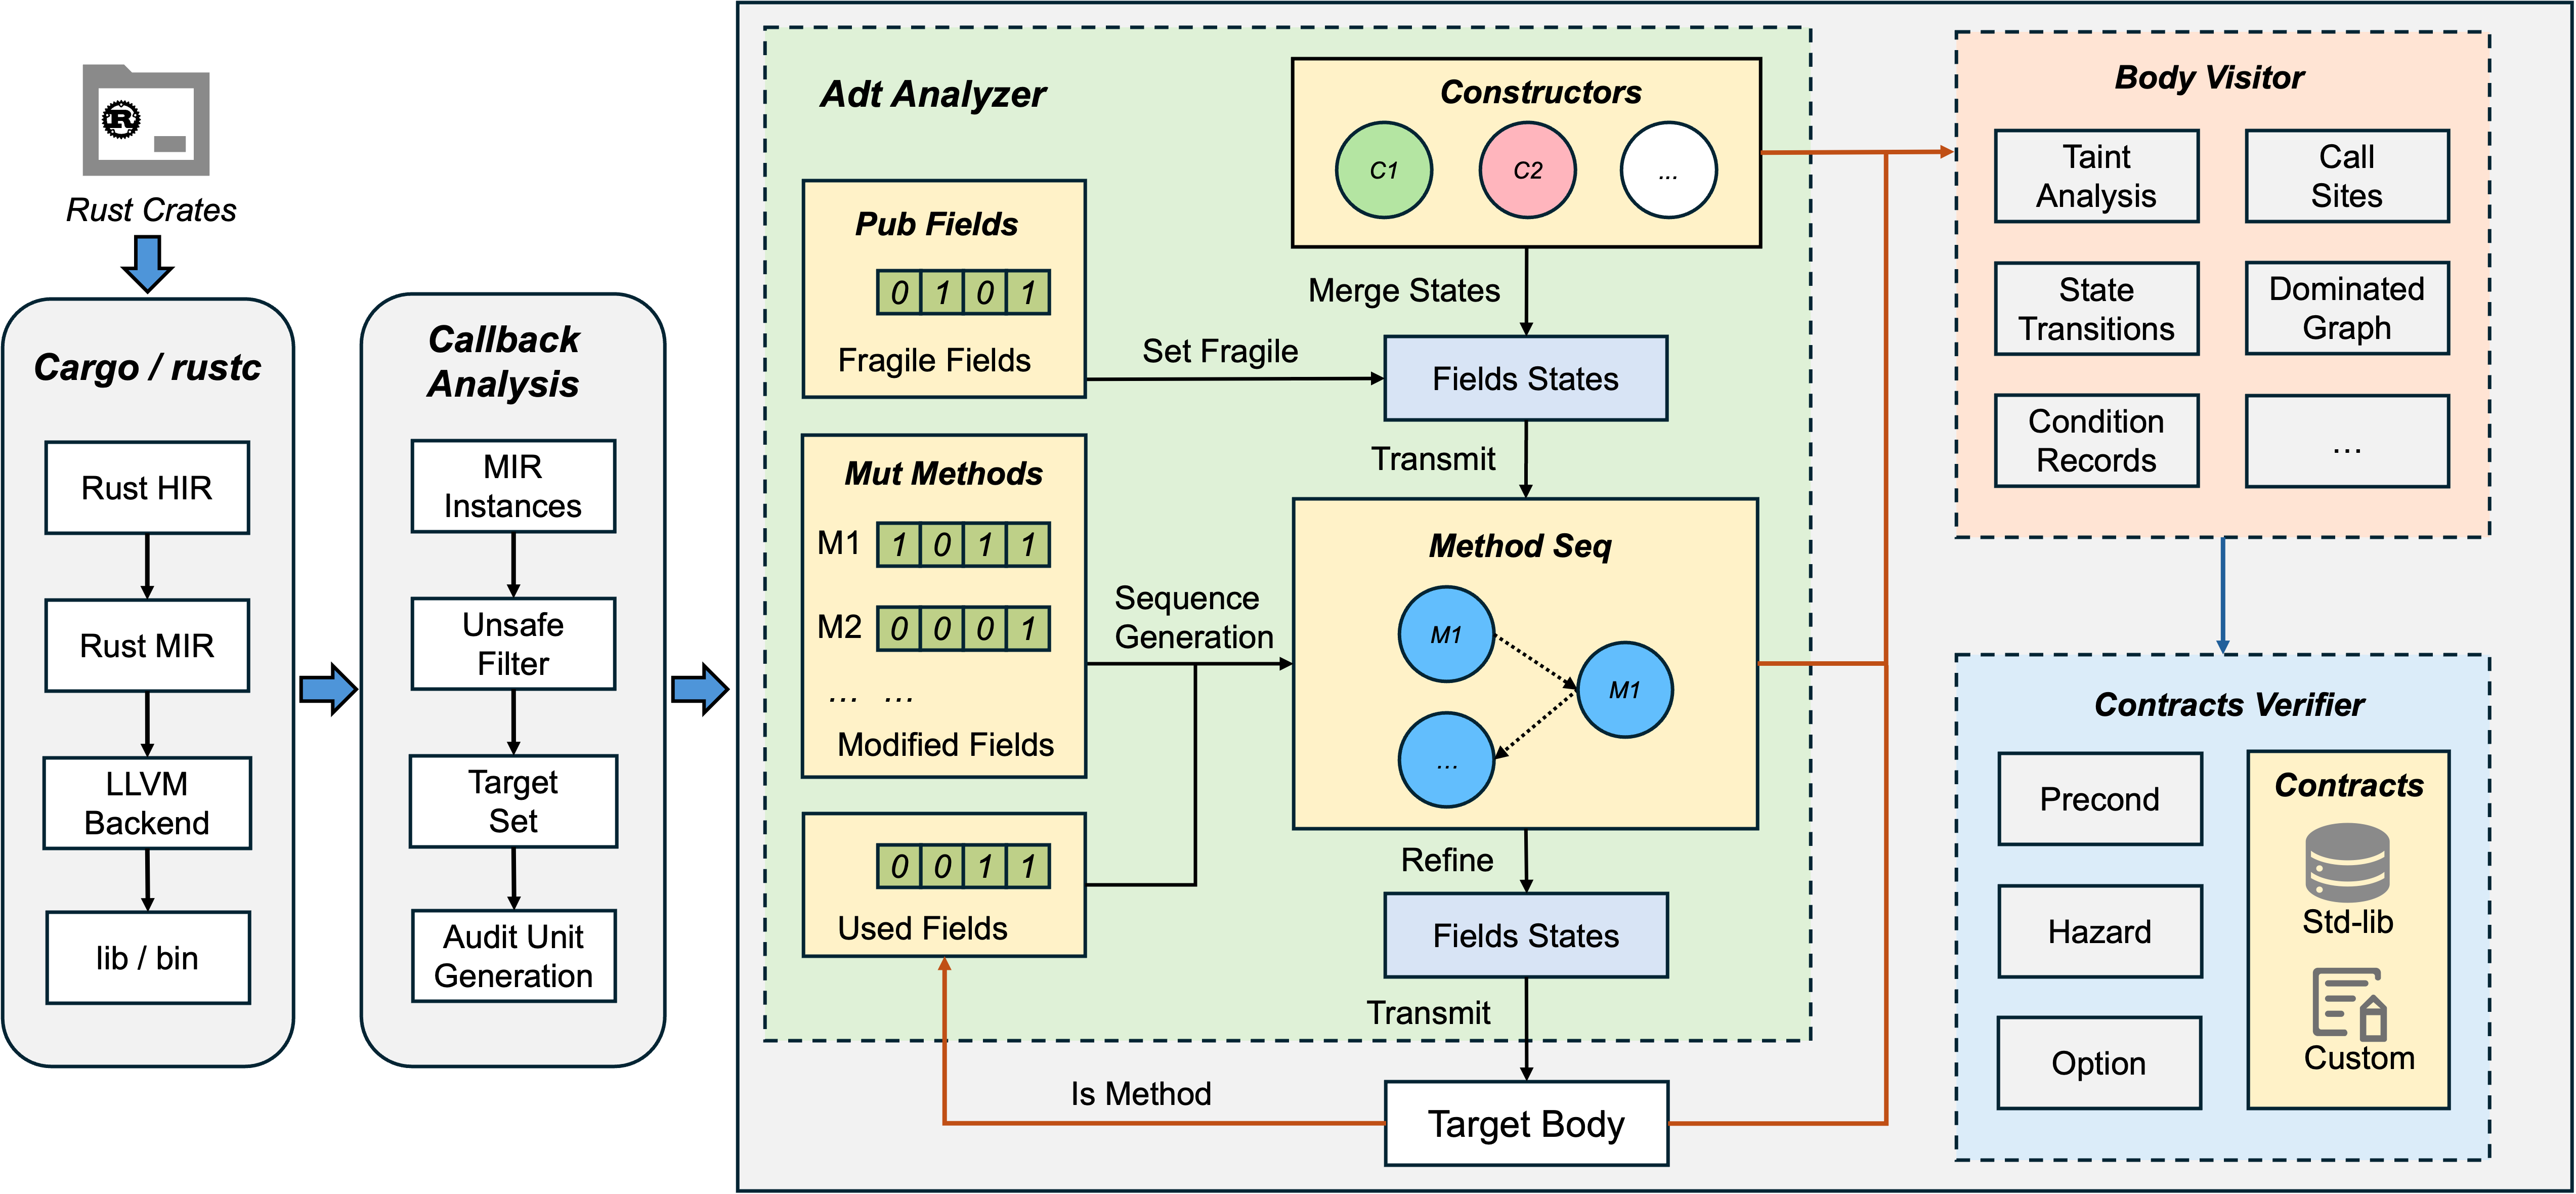 R
Rust Crates
Cargo / rustc
Rust HIR
Rust MIR
LLVM
Backend
lib / bin
Callback
Analysis
MIR
Instances
Unsafe
Filter
Target
Set
Audit Unit
Generation
Adt Analyzer
Pub Fields
0 1 0 1
Fragile Fields
Mut Methods
M1 1 0 1 1
M2 0 0 0 1
... ...
Modified Fields
0 0 1 1
Used Fields
Set Fragile
Sequence
Generation
Is Method
Constructors
C1
C2
...
Merge States
Fields States
Transmit
Method Seq
M1
M1
...
Refine
Fields States
Transmit
Target Body
Body Visitor
Taint
Analysis
Call
Sites
State
Transitions
Dominated
Graph
Condition
Records
...
Contracts Verifier
Precond
Hazard
Option
Contracts
Std-lib
Custom